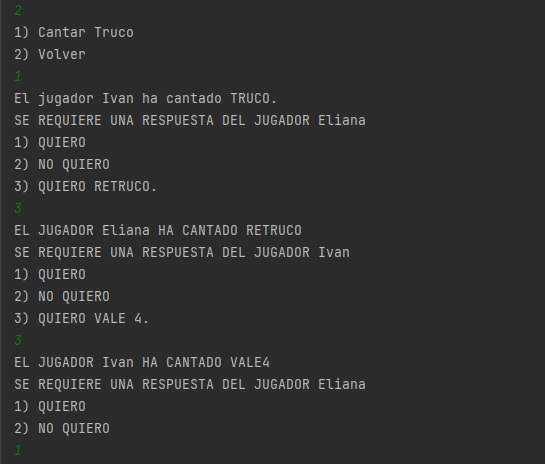 2
1) Cantar Truco
2) Volver
1
El jugador Ivan ha cantado TRUCO.
SE REQUIERE UNA RESPUESTA DEL JUGADOR Eliana
1) QUIERO
2) NO QUIERO
3) QUIERO RETRUCO.
3
EL JUGADOR Eliana HA CANTADO RETRUCO
SE REQUIERE UNA RESPUESTA DEL JUGADOR Ivan
1) QUIERO
2) NO QUIERO
3) QUIERO VALE 4.
3
EL JUGADOR Ivan HA CANTADO VALE4
SE REQUIERE UNA RESPUESTA DEL JUGADOR Eliana
1) QUIERO
2) NO QUIERO
1